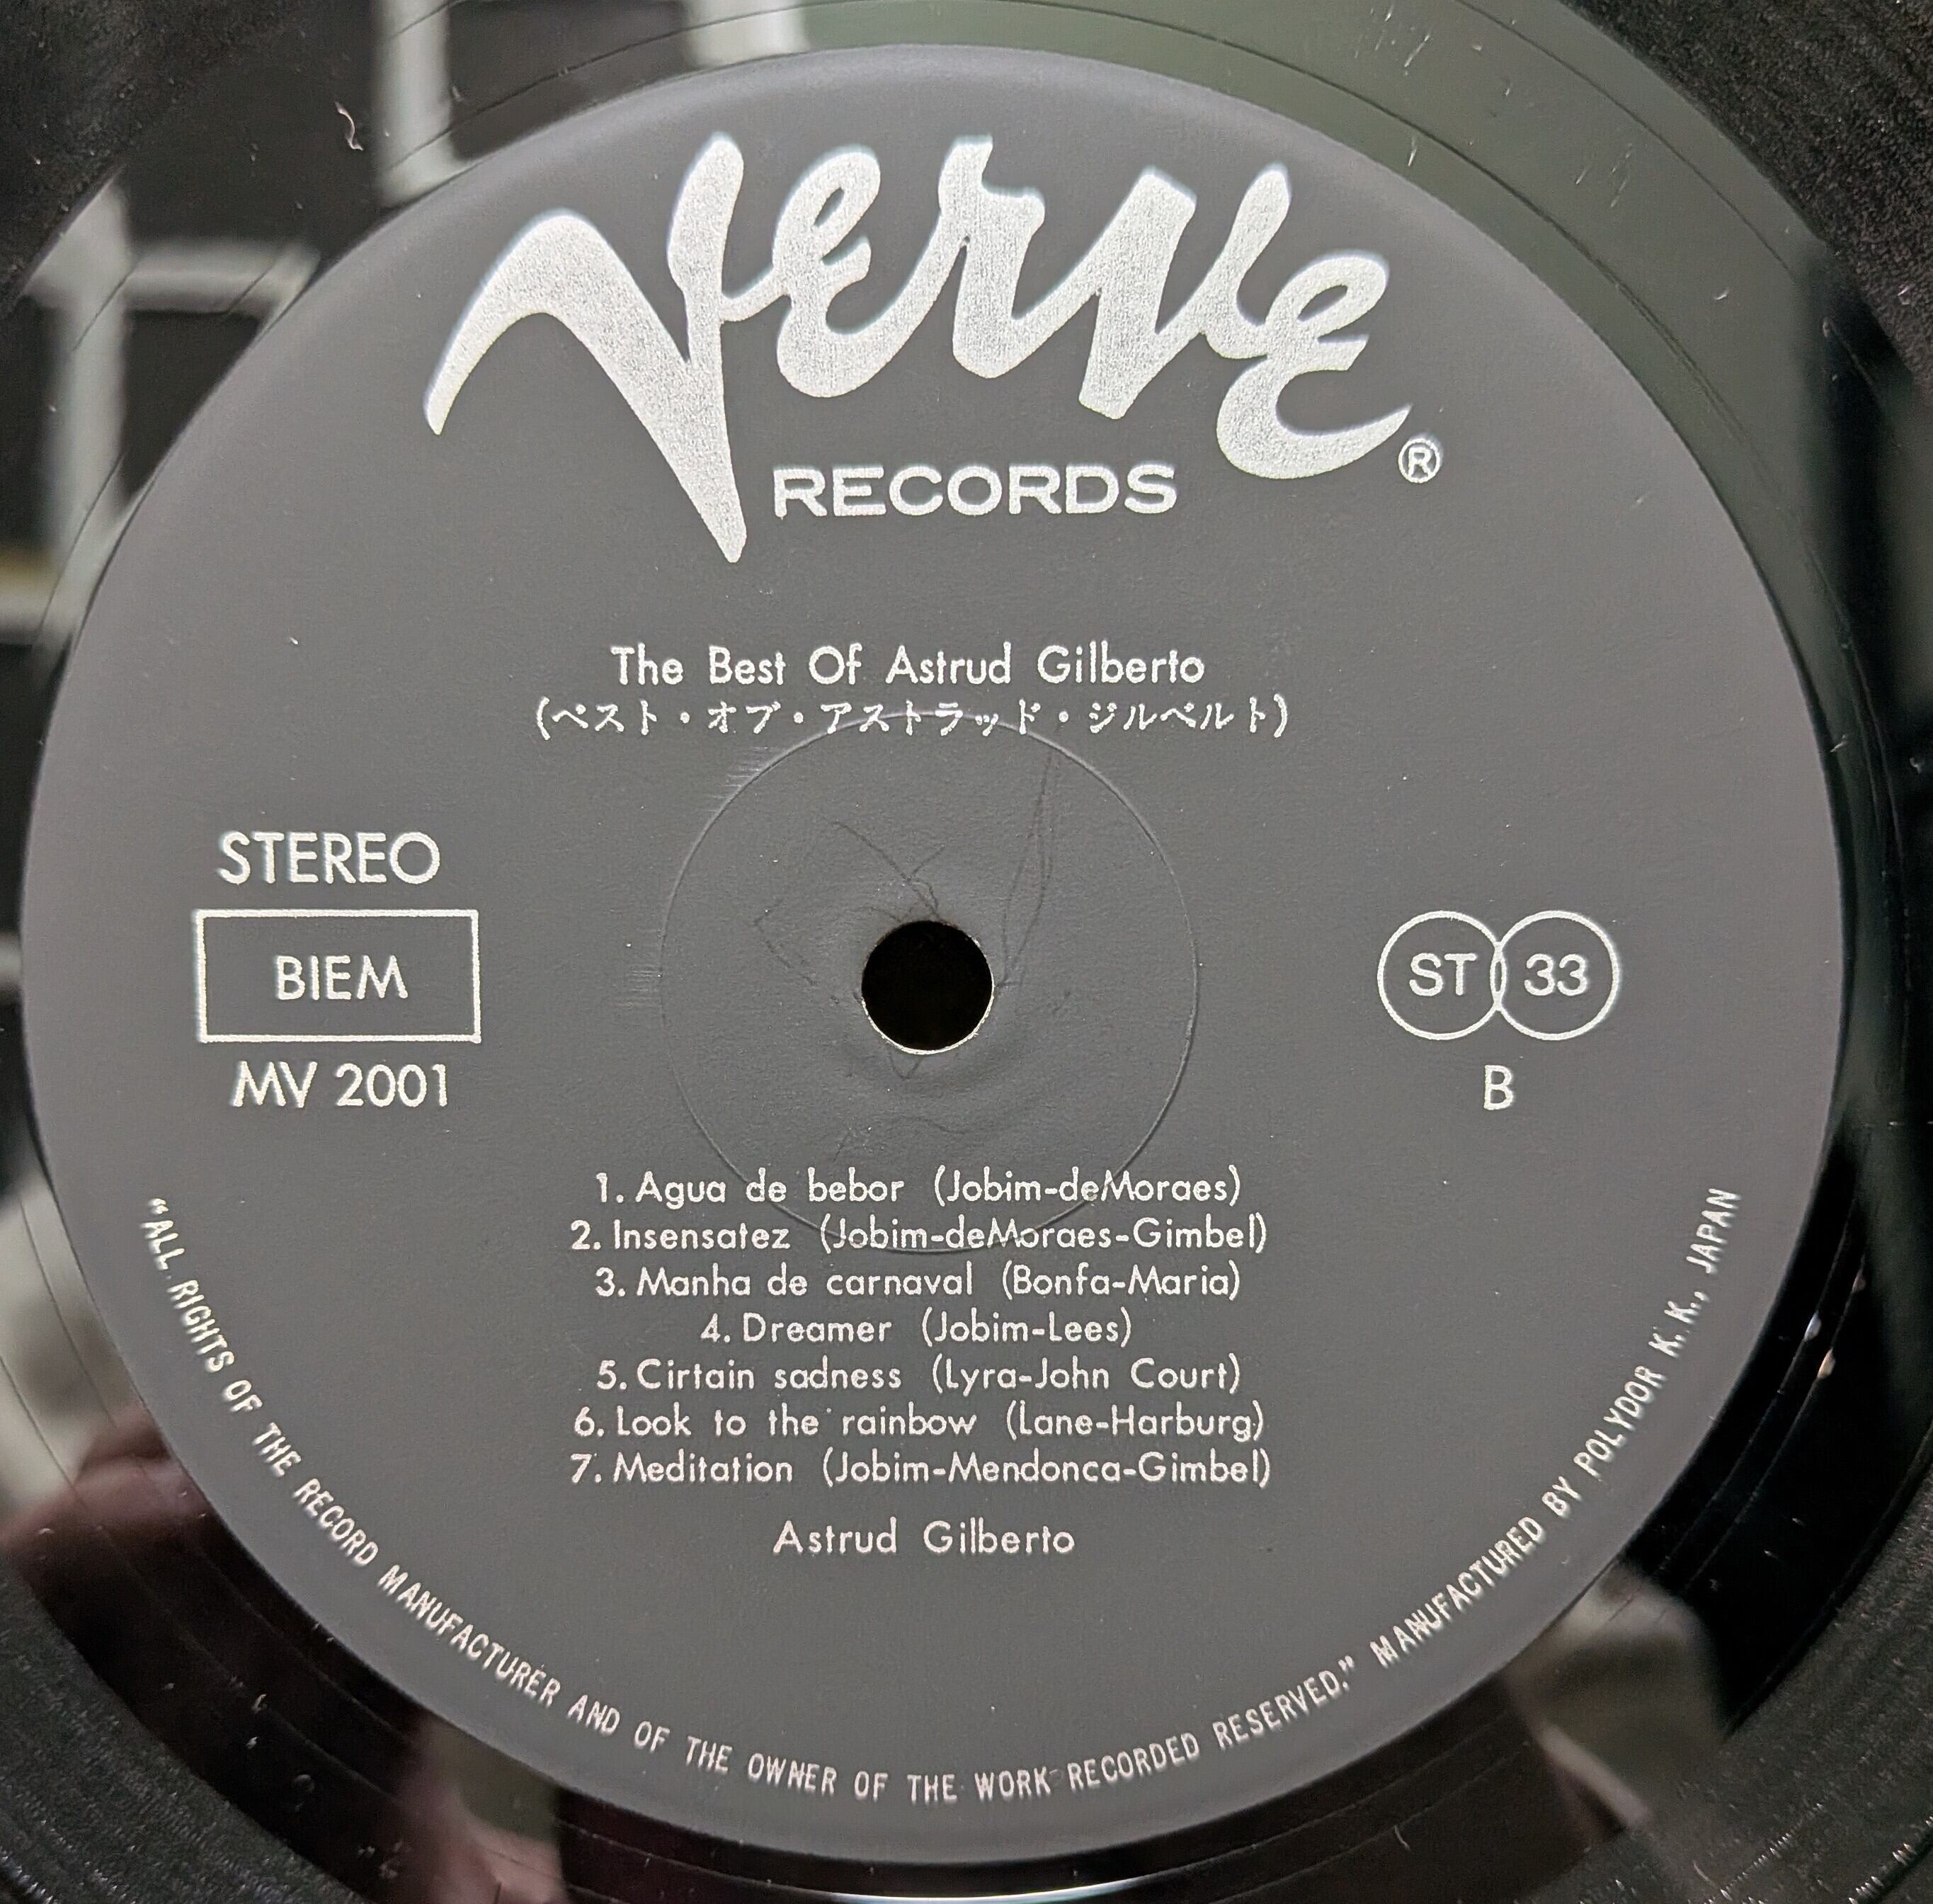 Verve
RECORDS ®
The Best Of Astrud Gilberto
(ベスト・オブ・アストラッド・ジルベルト)
STEREO
BIEM
MV 2001
ST 33
B
1. Agua de bebor (Jobim-deMoraes)
2. Insensatez (Jobim-deMoraes-Gimbel)
3. Manha de carnaval (Bonfa-Maria)
4. Dreamer (Jobim-Lees)
5. Cirtain sadness (Lyra-John Court)
6. Look to the rainbow (Lane-Harburg)
7. Meditation (Jobim-Mendonca-Gimbel)
Astrud Gilberto
“ALL RIGHTS OF THE RECORD MANUFACTURER AND OF THE OWNER OF THE WORK RECORDED RESERVED.” MANUFACTURED BY POLYDOR K. K., JAPAN